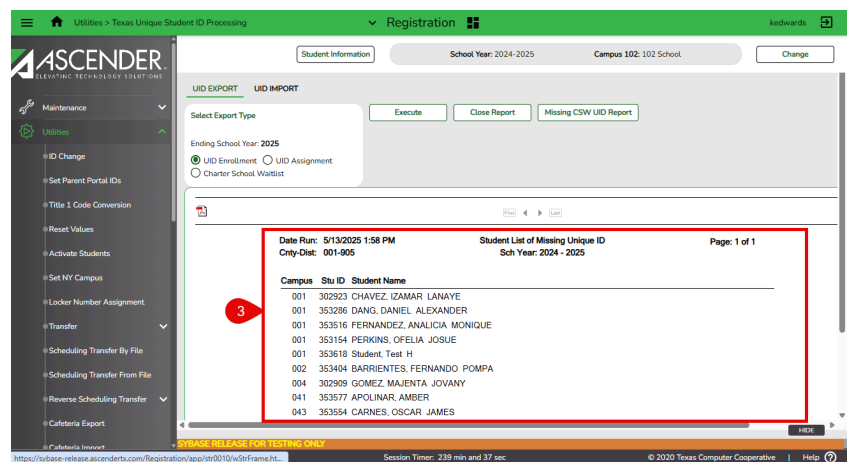 Utilities > Texas Unique Student ID Processing
Registration
kedwards
ASCENDER
ELEVATING TECHNOLOGY SOLUTIONS
Student Information
School Year: 2024-2025
Campus 102: 102 School
Change
Maintenance
Utilities
ID Change
Set Parent Portal IDs
Title 1 Code Conversion
Reset Values
Activate Students
Set NY Campus
Locker Number Assignment
Transfer
Scheduling Transfer By File
Scheduling Transfer From File
Reverse Scheduling Transfer
Cafeteria Export
Cafeteria Import
UID EXPORT UID IMPORT
Select Export Type
Execute Close Report Missing CSW UID Report
Ending School Year: 2025
UID Enrollment UID Assignment
Charter School Waitlist
First Last
Date Run: 5/13/2025 1:58 PM Student List of Missing Unique ID Page: 1 of 1
Cnty-Dist: 001-905 Sch Year: 2024 - 2025
Campus Stu ID Student Name
001 302923 CHAVEZ, IZAMAR LANAYE
001 353286 DANG, DANIEL ALEXANDER
001 353516 FERNANDEZ, ANALICIA MONIQUE
001 353154 PERKINS, OFELIA JOSUE
001 353618 Student, Test H
002 353404 BARRIENTES, FERNANDO POMPA
004 302909 GOMEZ, MAJENTA JOVANY
041 353577 APOLINAR, AMBER
043 353554 CARNES, OSCAR JAMES
3
HIDE
SYBASE RELEASE FOR TESTING ONLY
https://sybase-release.ascendertx.com/Registration/app/str0010/wStrFrame.ht...
Session Timer: 239 min and 37 sec
© 2020 Texas Computer Cooperative | Help